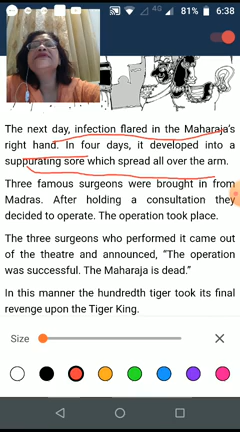 4G 81% 6:38
The next day, infection flared in the Maharaja's
right hand. In four days, it developed into a
suppurating sore which spread all over the arm.
Three famous surgeons were brought in from
Madras. After holding a consultation they
decided to operate. The operation took place.
The three surgeons who performed it came out
of the theatre and announced, “The operation
was successful. The Maharaja is dead.”
In this manner the hundredth tiger took its final
revenge upon the Tiger King.
Size